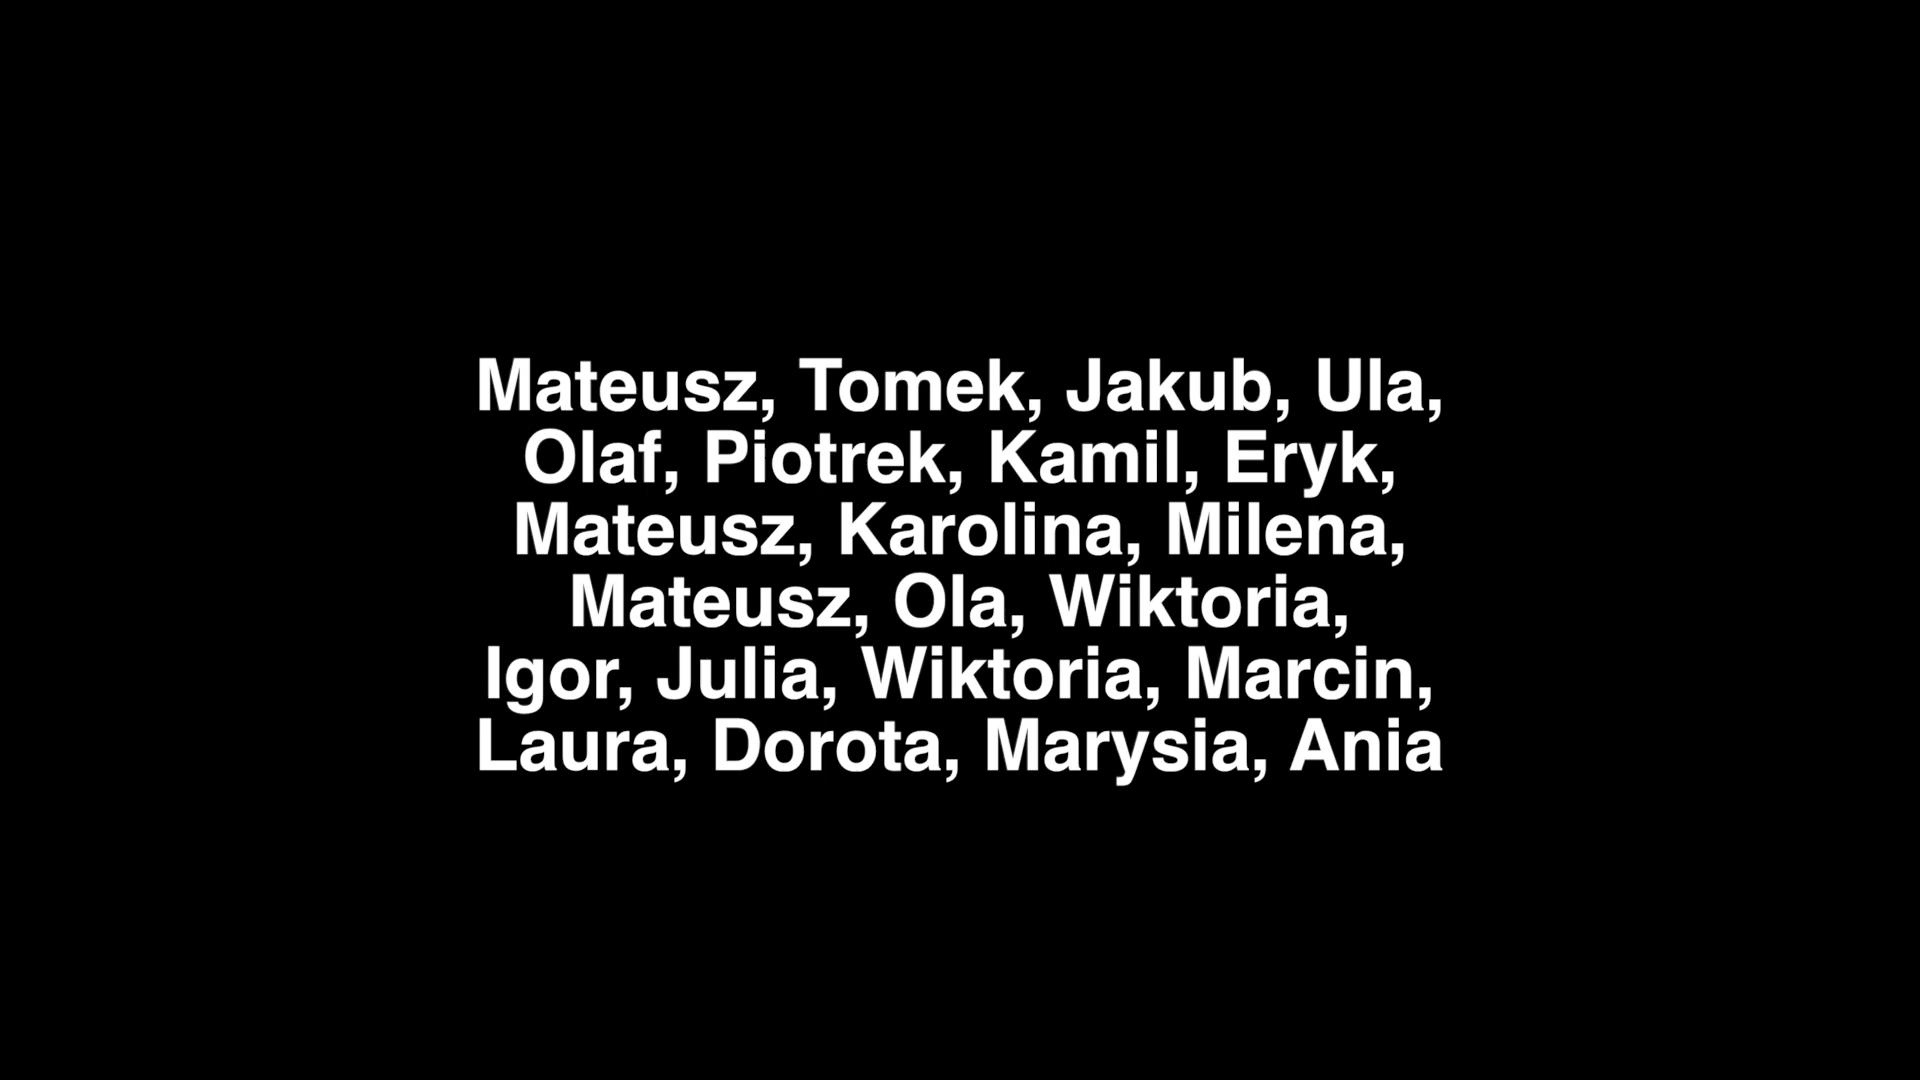 Mateusz, Tomek, Jakub, Ula,
Olaf, Piotrek, Kamil, Eryk,
Mateusz, Karolina, Milena,
Mateusz, Ola, Wiktoria,
Igor, Julia, Wiktoria, Marcin,
Laura, Dorota, Marysia, Ania